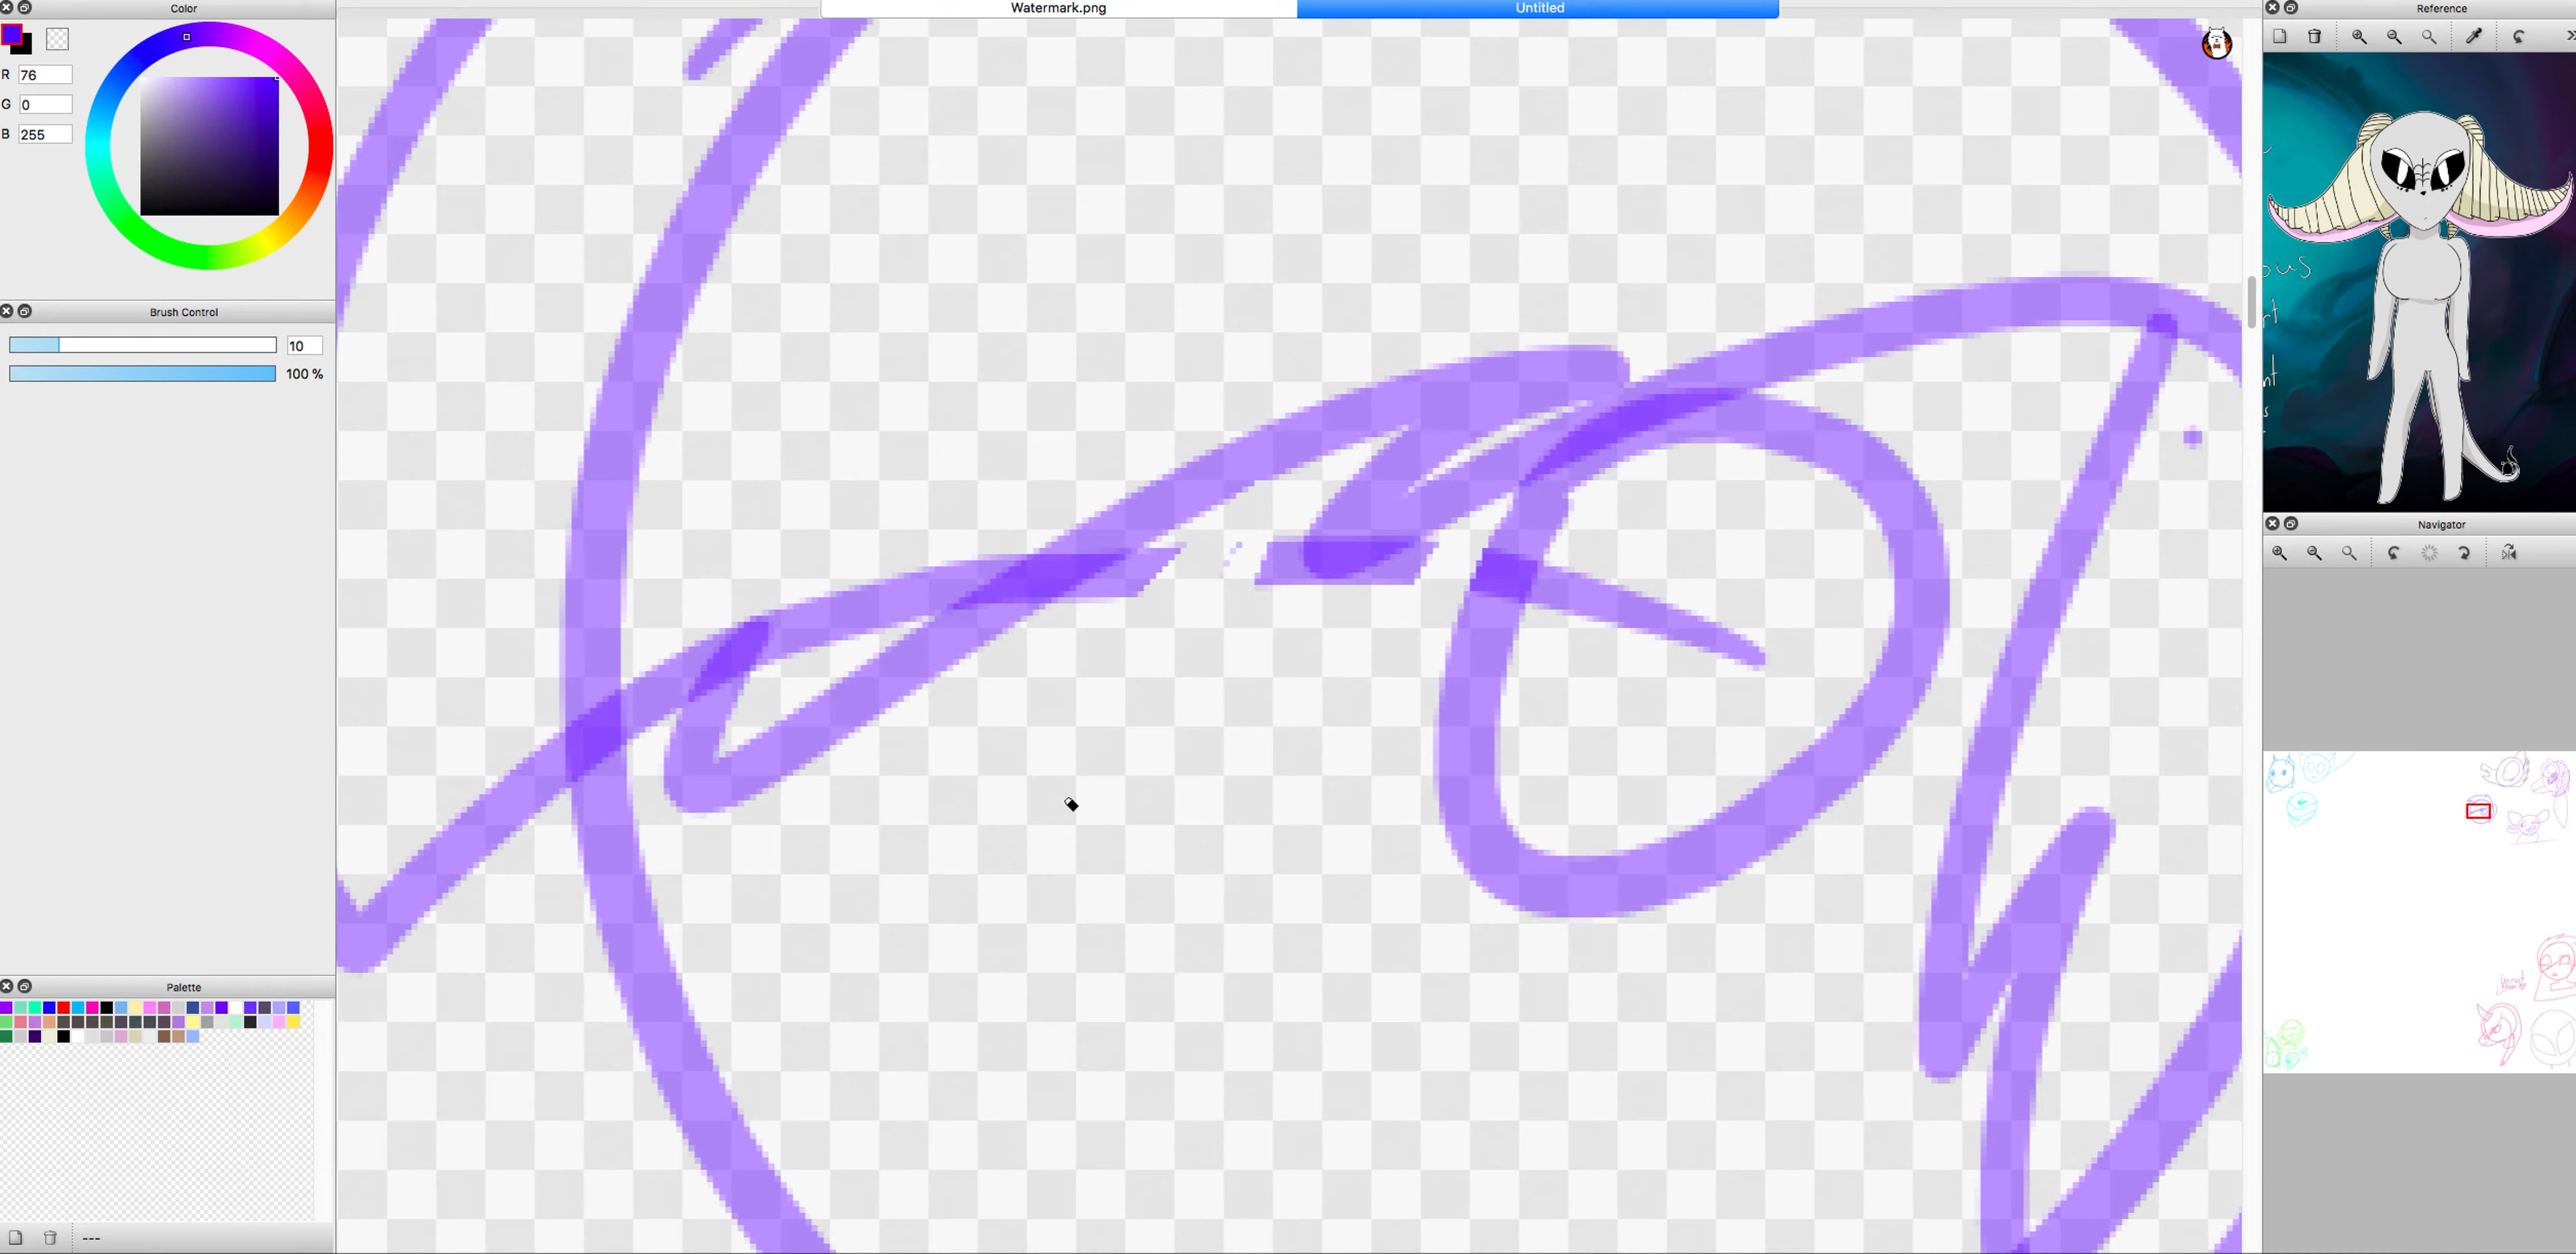 Color
Watermark.png
Untitled
Reference
R 76
G 0
B 255
Brush Control
10
100 %
Navigator
Palette
---